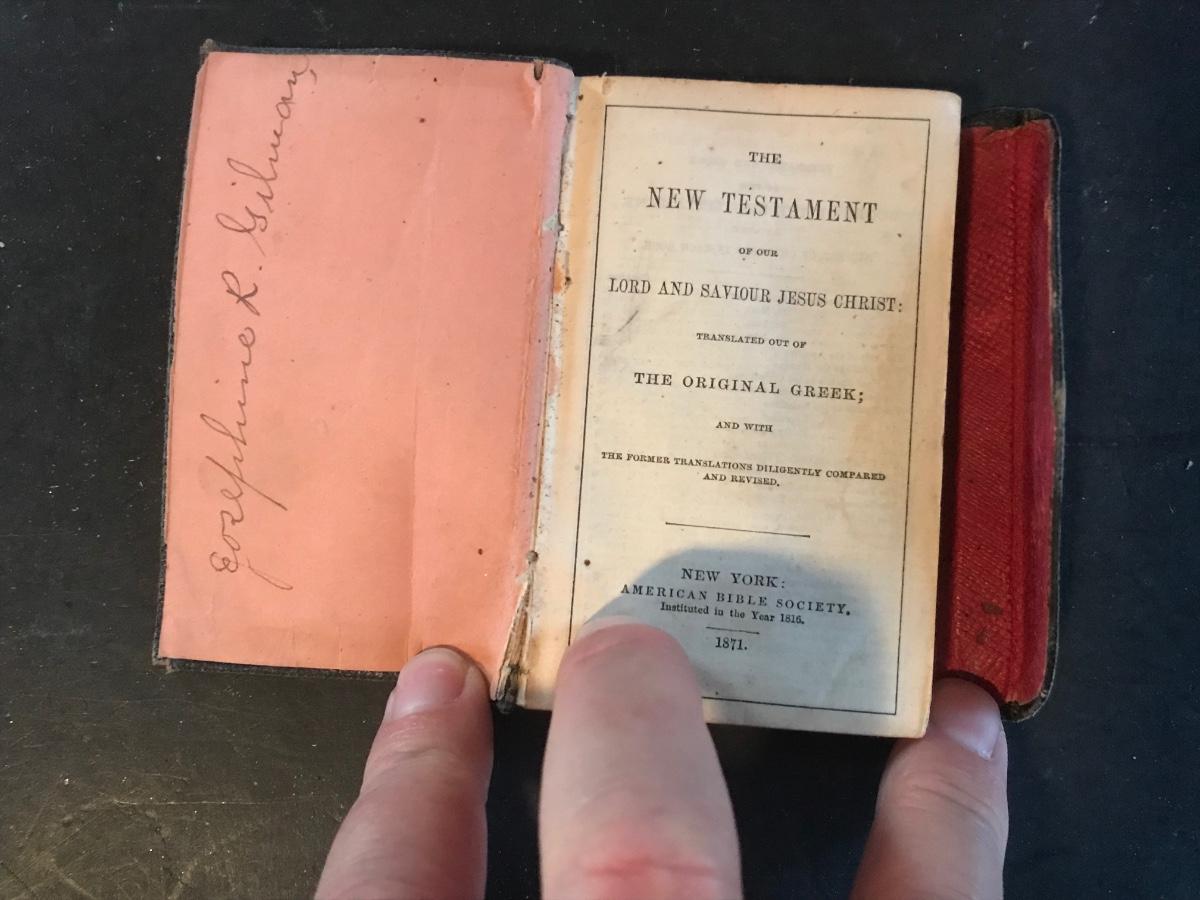 Josephine R. Gilman,
THE
NEW TESTAMENT
OF OUR
LORD AND SAVIOUR JESUS CHRIST:
TRANSLATED OUT OF
THE ORIGINAL GREEK;
AND WITH
THE FORMER TRANSLATIONS DILIGENTLY COMPARED
AND REVISED.
NEW YORK:
AMERICAN BIBLE SOCIETY,
Instituted in the Year 1816.
1871.